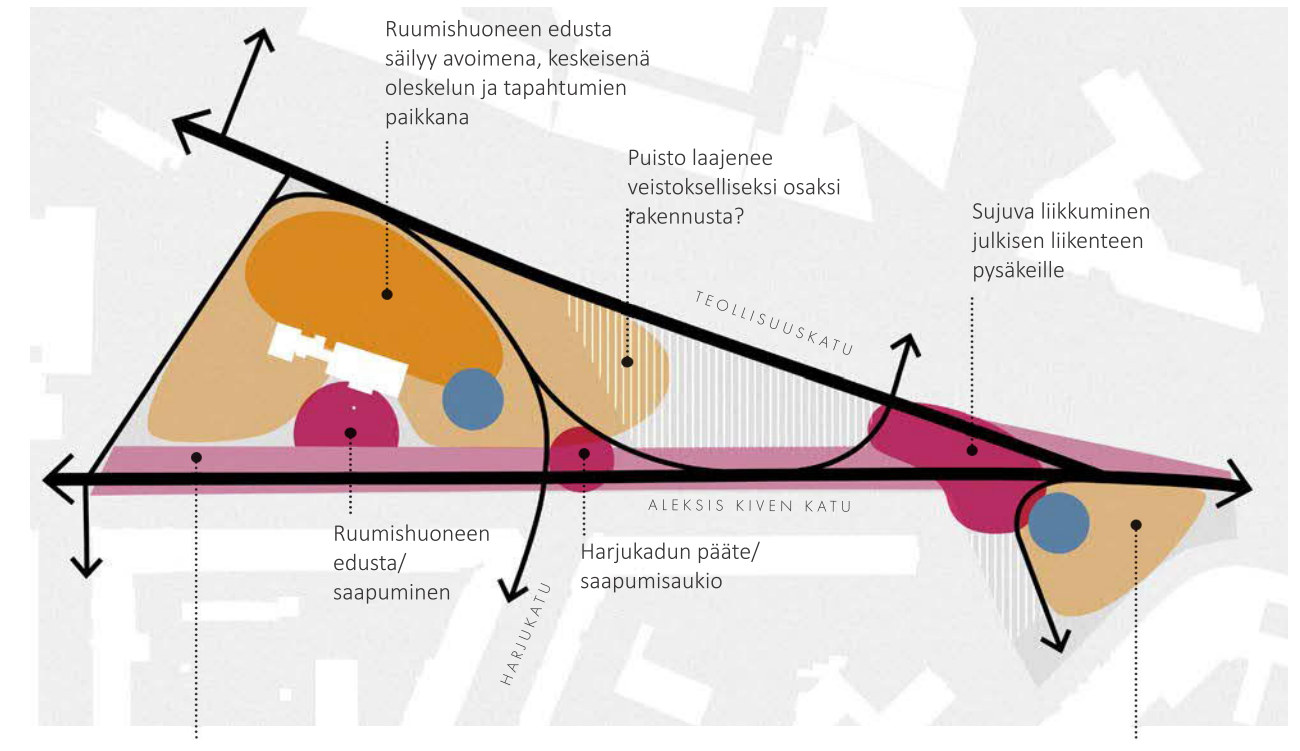 Ruumishuoneen edusta
säilyy avoimena, keskeisenä
oleskelun ja tapahtumien
paikkana
Puisto laajenee
veistokselliseksi osaksi
rakennusta?
Sujuva liikkuminen
julkisen liikenteen
pysäkeille
TEOLLISUUSKATU
ALEKSIS KIVEN KATU
Ruumishuoneen
edusta/
saapuminen
Harjukadun pääte/
saapumisaukio
HARJUKATU